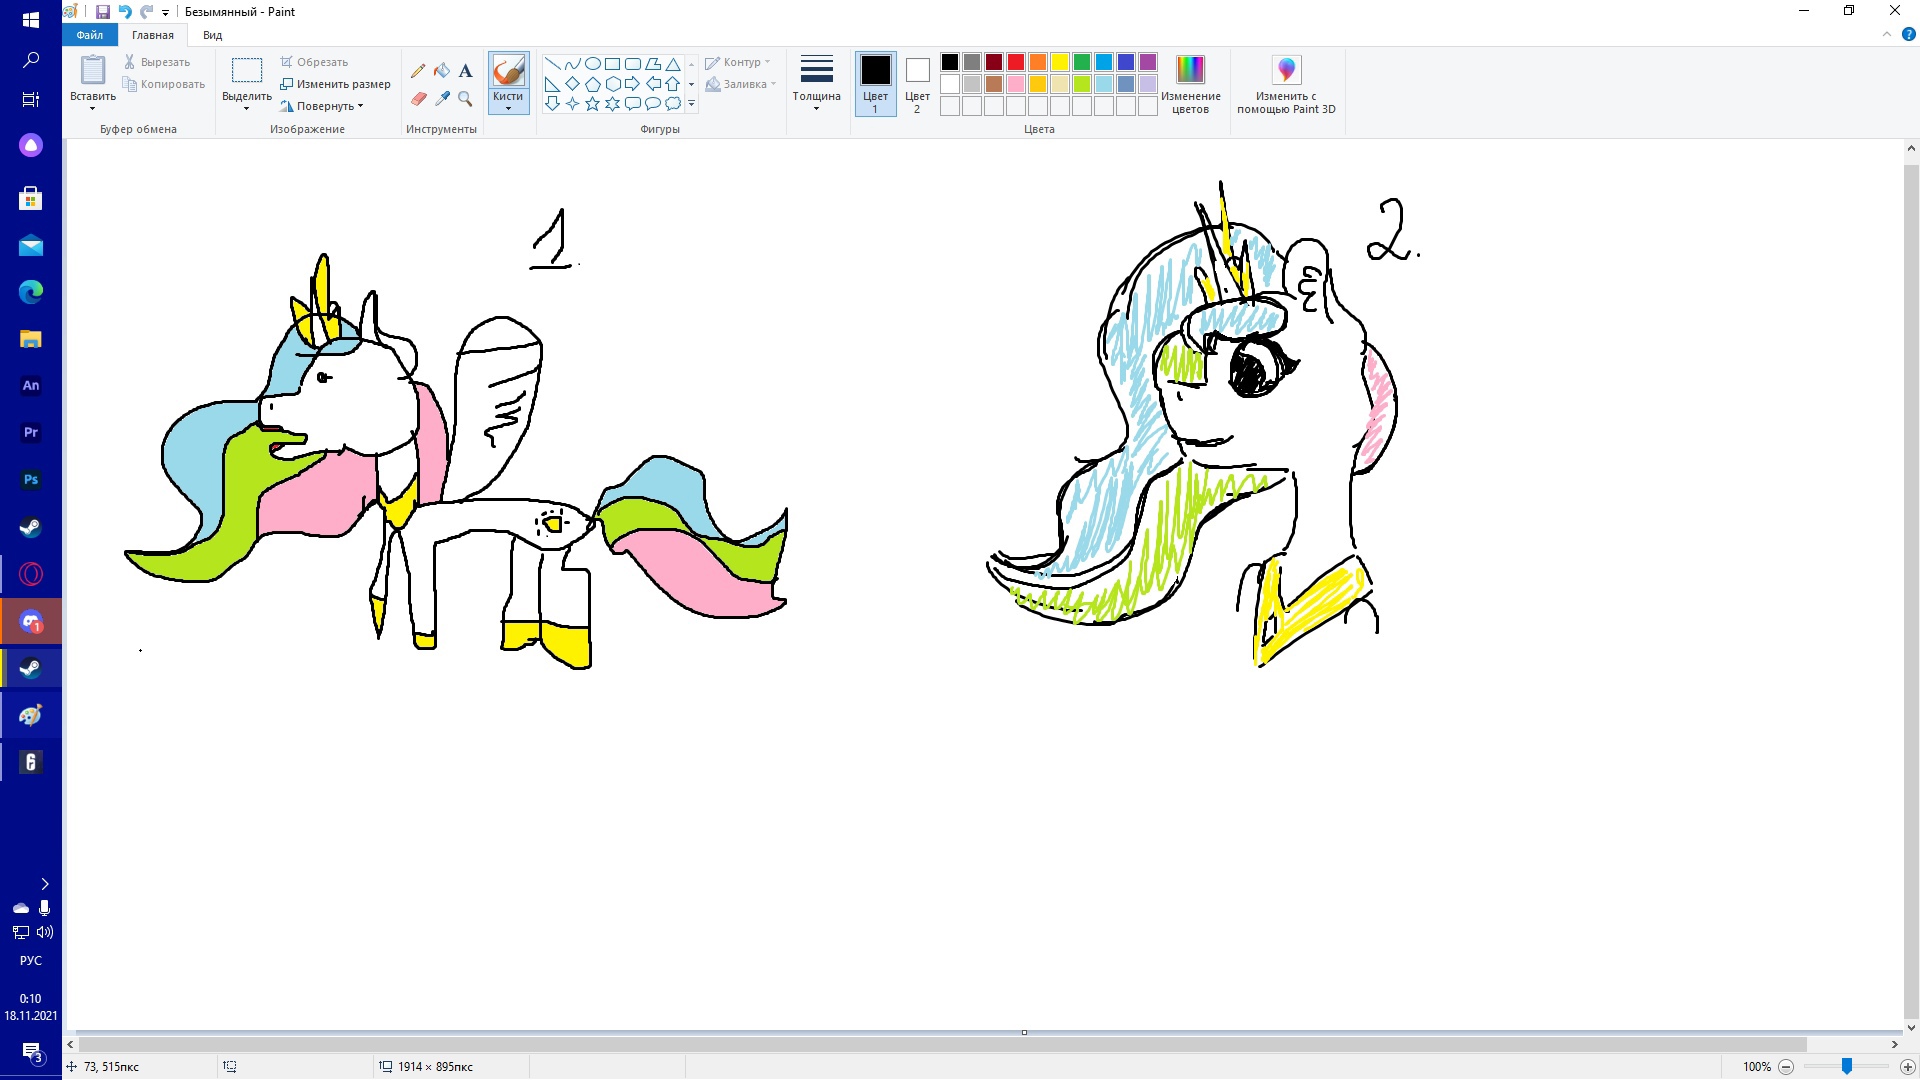 Безымянный - Paint
Файл Главная Вид
Вставить
Вырезать
Копировать
Буфер обмена
Выделить
Обрезать
Изменить размер
Повернуть
Изображение
Инструменты
Кисти
Фигуры
Контур
Заливка
Толщина
Цвет
1
Цвет
2
Цвета
Изменение
цветов
Изменить с
помощью Paint 3D
1.
2.
An
Pr
Ps
1
РУС
0:10
18.11.2021
3
73, 515пкс
1914 × 895пкс
100%